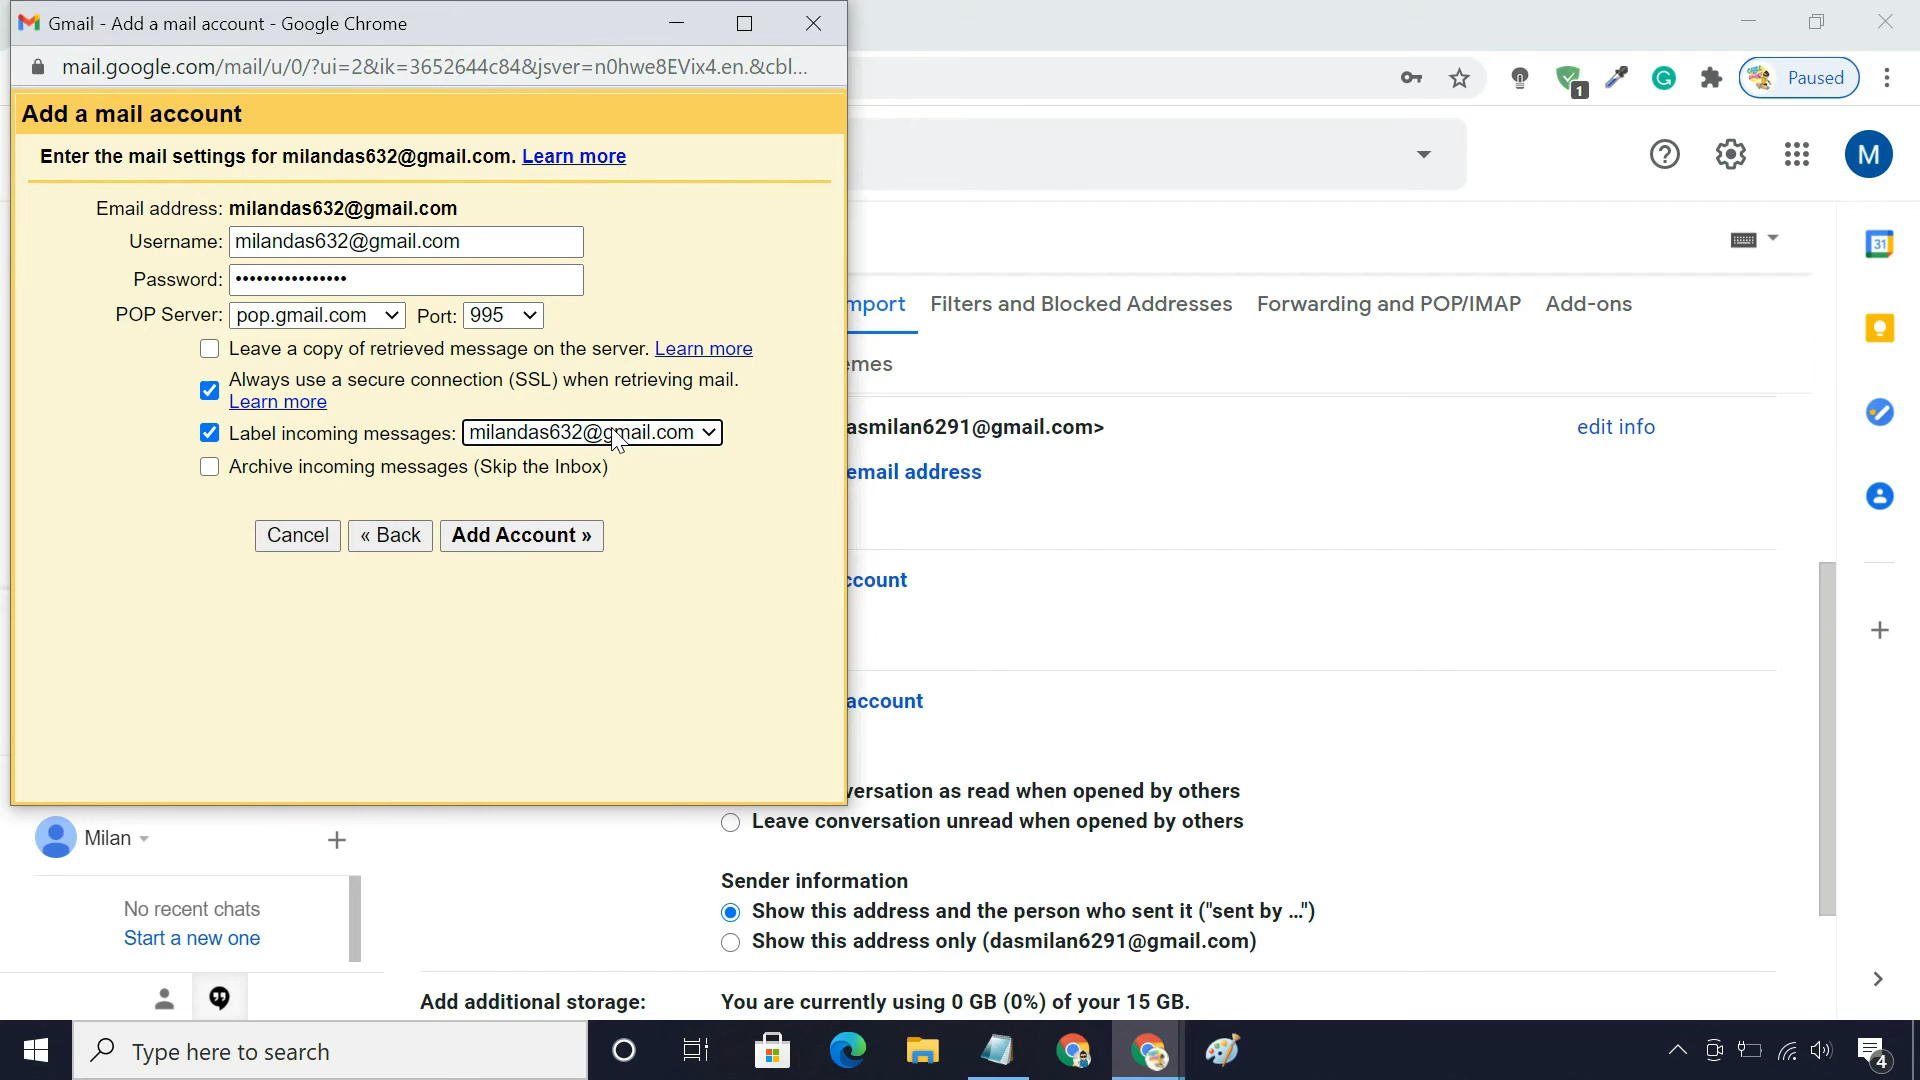 Gmail - Add a mail account - Google Chrome
mail.google.com/mail/u/0/?ui=2&ik=3652644c84&jsver=n0hwe8EVix4.en.&cbl...
1
Paused
Add a mail account
Enter the mail settings for milandas632@gmail.com. Learn more
M
Email address: milandas632@gmail.com
Username: milandas632@gmail.com
Password: ••••••••••••••••
POP Server: pop.gmail.com Port: 995
31
mport Filters and Blocked Addresses Forwarding and POP/IMAP Add-ons
Leave a copy of retrieved message on the server. Learn more
emes
Always use a secure connection (SSL) when retrieving mail.
Learn more
Label incoming messages: milandas632@gmail.com
asmilan6291@gmail.com> edit info
Archive incoming messages (Skip the Inbox)
email address
Cancel « Back Add Account »
ccount
account
versation as read when opened by others
Leave conversation unread when opened by others
Milan
Sender information
No recent chats
Show this address and the person who sent it ("sent by ...")
Start a new one
Show this address only (dasmilan6291@gmail.com)
Add additional storage: You are currently using 0 GB (0%) of your 15 GB.
Type here to search
4